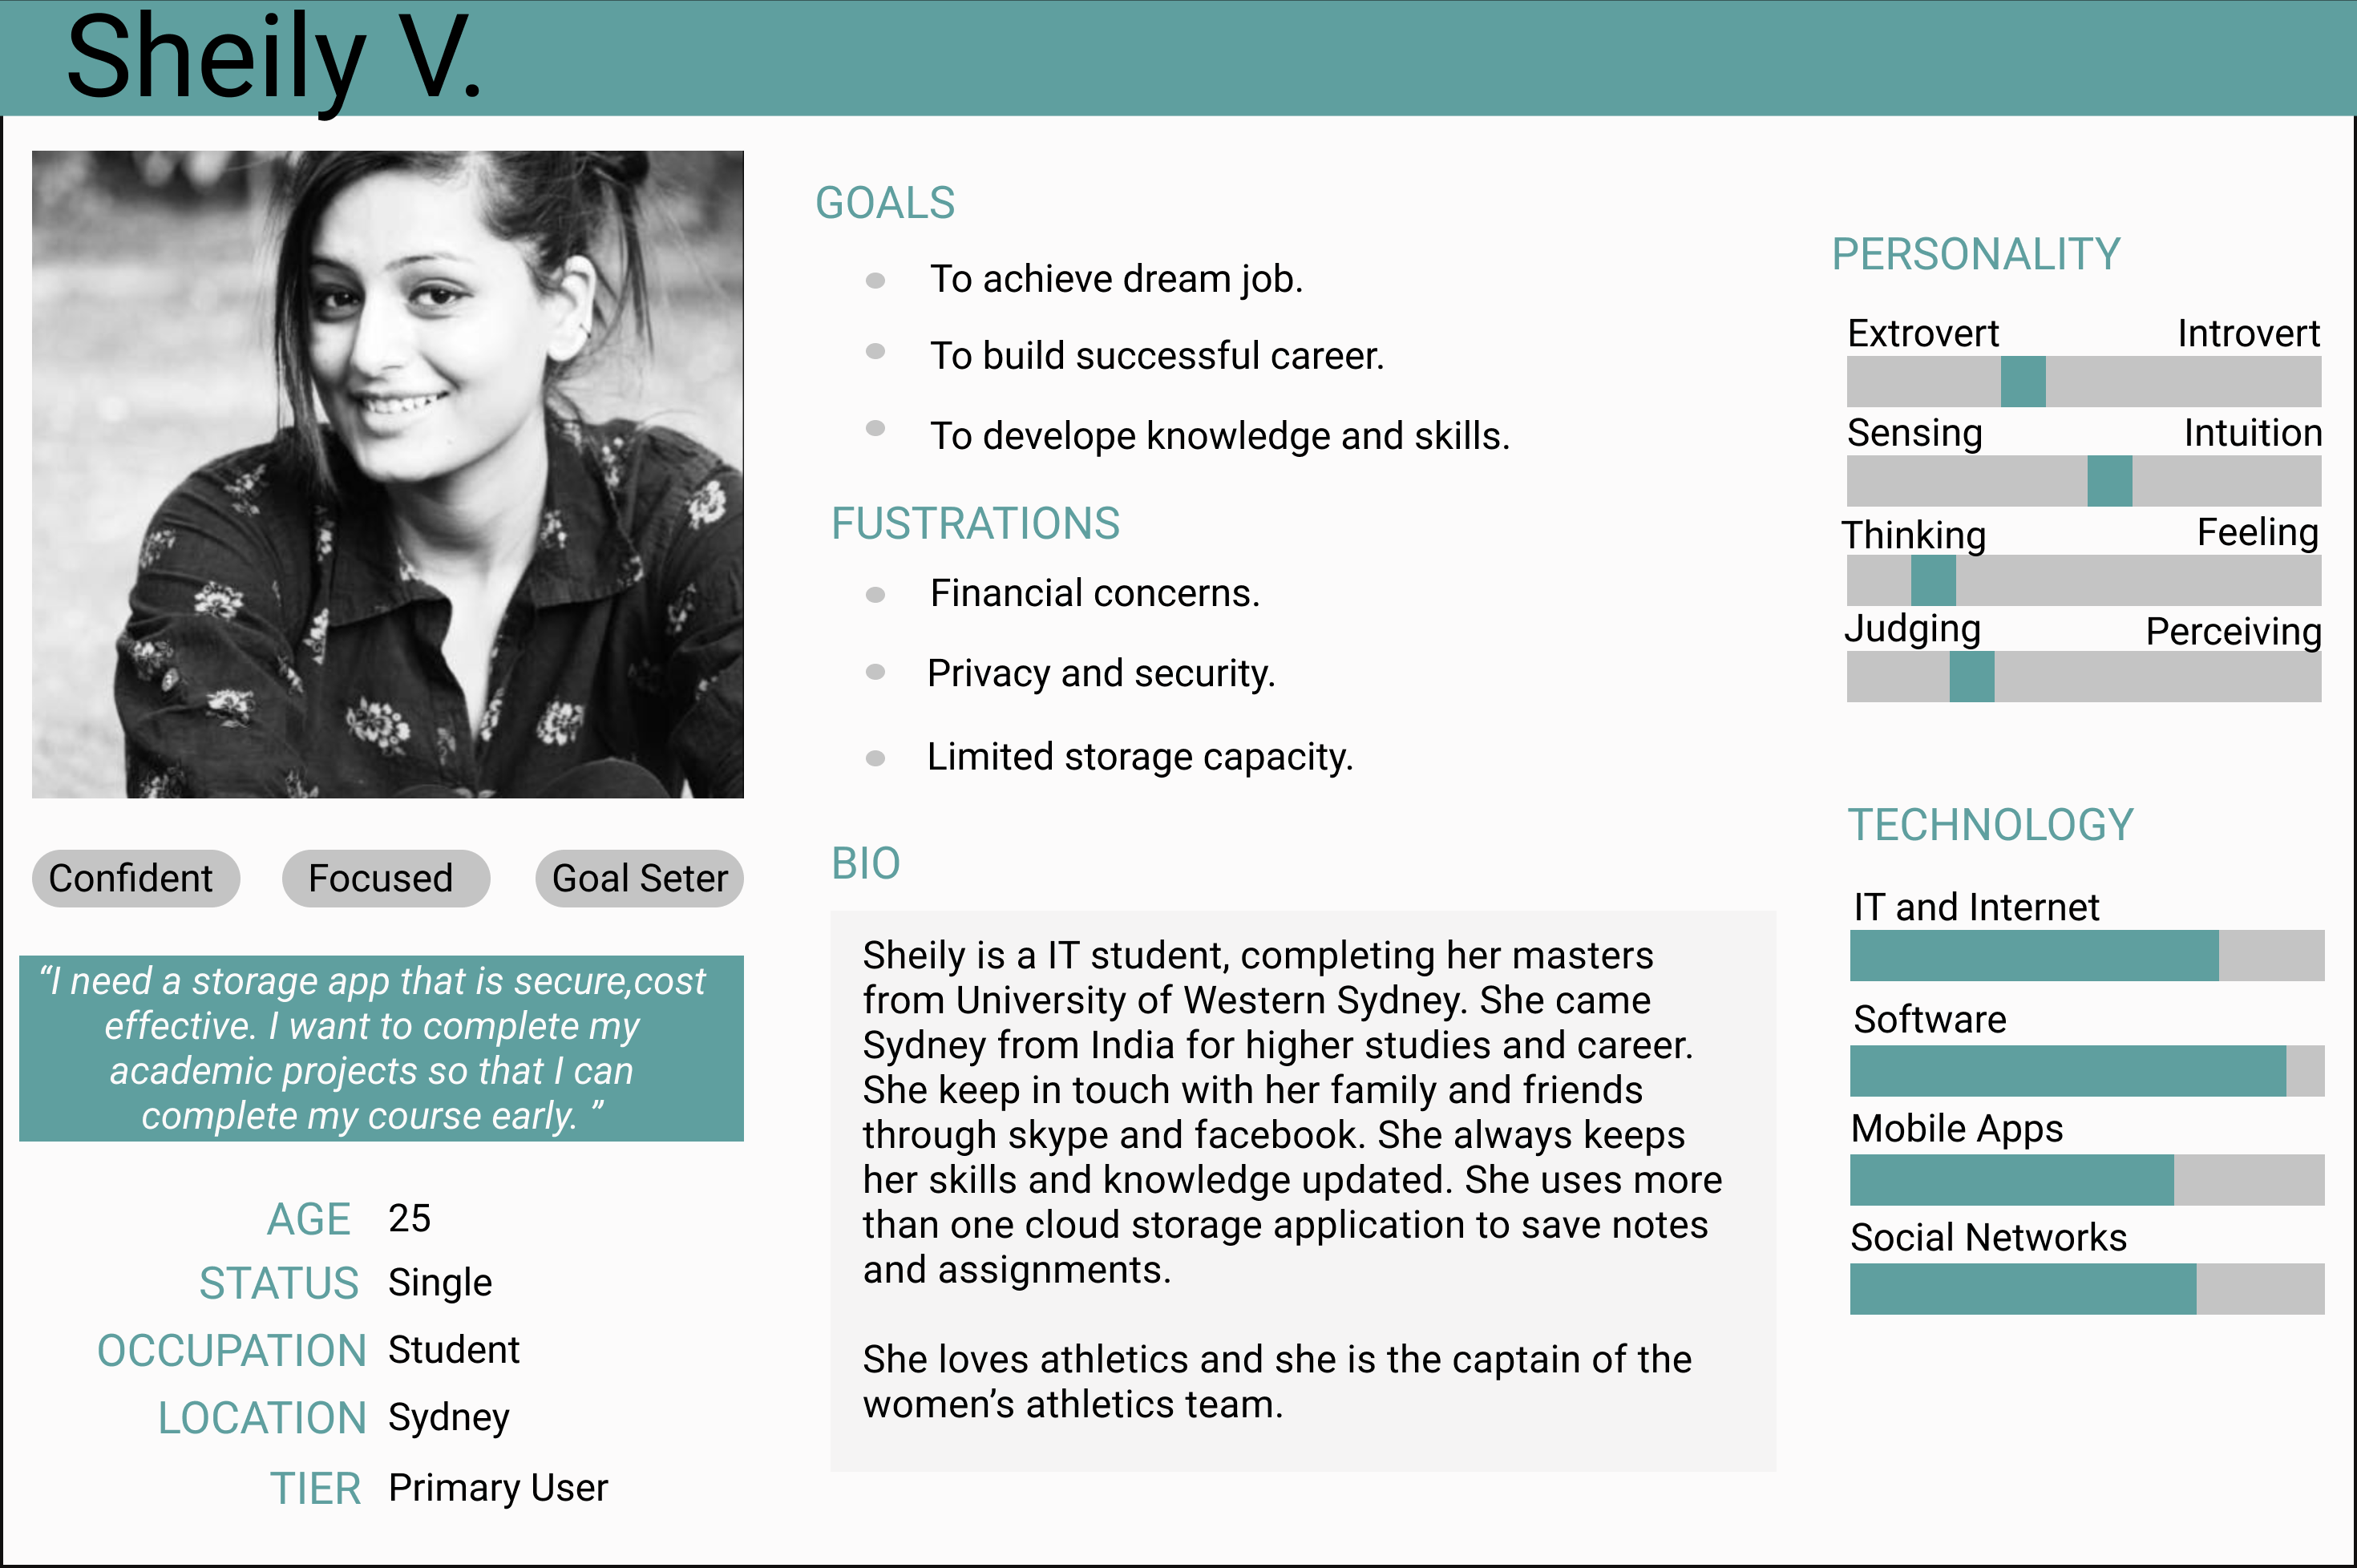 Sheily V.
Confident
Focused
Goal Seter
“I need a storage app that is secure,cost
effective. I want to complete my
academic projects so that I can
complete my course early. ”
AGE 25
STATUS Single
OCCUPATION Student
LOCATION Sydney
TIER Primary User
GOALS
To achieve dream job.
To build successful career.
To develope knowledge and skills.
FUSTRATIONS
Financial concerns.
Privacy and security.
Limited storage capacity.
BIO
Sheily is a IT student, completing her masters
from University of Western Sydney. She came
Sydney from India for higher studies and career.
She keep in touch with her family and friends
through skype and facebook. She always keeps
her skills and knowledge updated. She uses more
than one cloud storage application to save notes
and assignments.
She loves athletics and she is the captain of the
women’s athletics team.
PERSONALITY
Extrovert Introvert
Sensing Intuition
Thinking Feeling
Judging Perceiving
TECHNOLOGY
IT and Internet
Software
Mobile Apps
Social Networks